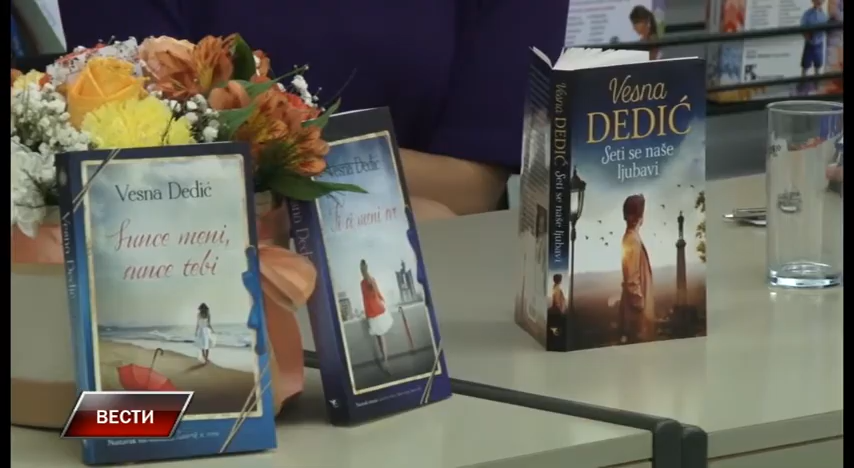 Vesna Dedić
Sunce meni,
sunce tebi
Vesna Dedić
Vesna
DEDIĆ
Seti se naše
ljubavi
Vesna DEDIĆ Seti se naše ljubavi
ВЕСТИ